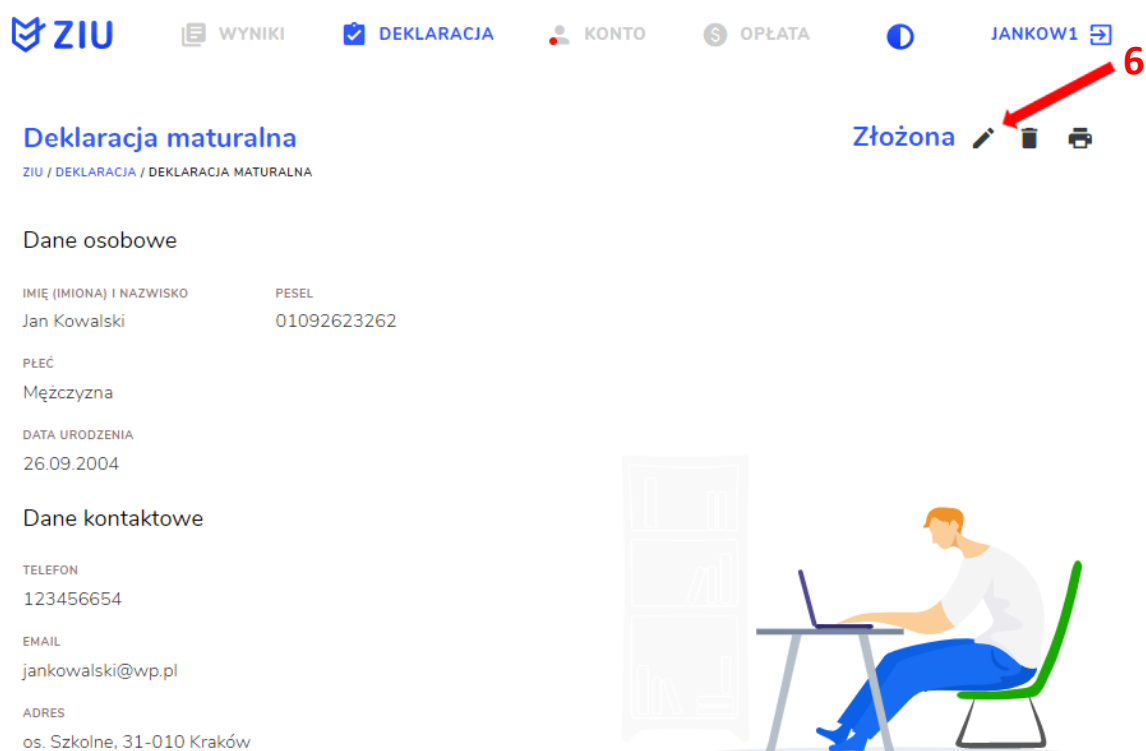 ZIU WYNIKI DEKLARACJA KONTO S OPŁATA JANKOW1
6
Deklaracja maturalna Złożona
ZIU / DEKLARACJA / DEKLARACJA MATURALNA
Dane osobowe
IMIĘ (IMIONA) I NAZWISKO PESEL
Jan Kowalski 01092623262
PŁEĆ
Mężczyzna
DATA URODZENIA
26.09.2004
Dane kontaktowe
TELEFON
123456654
EMAIL
jankowalski@wp.pl
ADRES
os. Szkolne, 31-010 Kraków